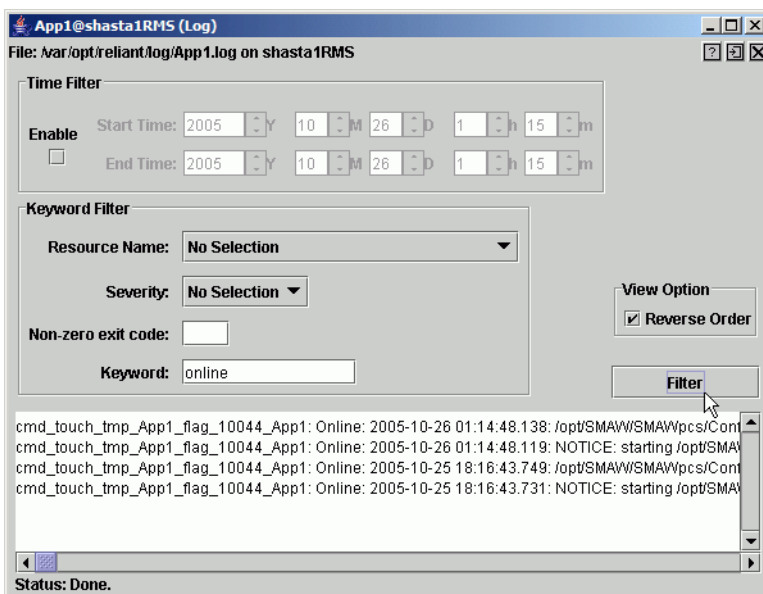 App1@shasta1RMS (Log)
File: /var/opt/reliant/log/App1.log on shasta1RMS
Time Filter
Enable
Start Time: 2005 Y 10 M 26 D 1 h 15 m
End Time: 2005 Y 10 M 26 D 1 h 15 m
Keyword Filter
Resource Name: No Selection
Severity: No Selection
Non-zero exit code:
Keyword: online
View Option
Reverse Order
Filter
cmd_touch_tmp_App1_flag_10044_App1: Online: 2005-10-26 01:14:48.138: /opt/SMAW/SMAWpcs/Conf
cmd_touch_tmp_App1_flag_10044_App1: Online: 2005-10-26 01:14:48.119: NOTICE: starting /opt/SMAW
cmd_touch_tmp_App1_flag_10044_App1: Online: 2005-10-25 18:16:43.749: /opt/SMAW/SMAWpcs/Conf
cmd_touch_tmp_App1_flag_10044_App1: Online: 2005-10-25 18:16:43.731: NOTICE: starting /opt/SMAW
Status: Done.